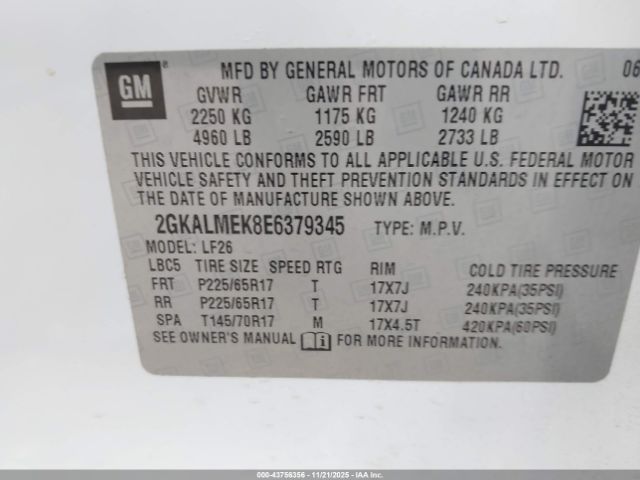 GM ® MFD BY GENERAL MOTORS OF CANADA LTD. 06
GVWR GAWR FRT GAWR RR
2250 KG 1175 KG 1240 KG
4960 LB 2590 LB 2733 LB
THIS VEHICLE CONFORMS TO ALL APPLICABLE U.S. FEDERAL MOTOR
VEHICLE SAFETY AND THEFT PREVENTION STANDARDS IN EFFECT ON
THE DATE OF MANUFACTURE SHOWN ABOVE.
2GKALMEK8E6379345 TYPE: M.P.V.
MODEL: LF26
LBC5 TIRE SIZE SPEED RTG RIM COLD TIRE PRESSURE
FRT P225/65R17 T 17X7J 240KPA(35PSI)
RR P225/65R17 T 17X7J 240KPA(35PSI)
SPA T145/70R17 M 17X4.5T 420KPA(60PSI)
SEE OWNER'S MANUAL i FOR MORE INFORMATION.
000-43756356 - 11/21/2025 - IAAI.COM